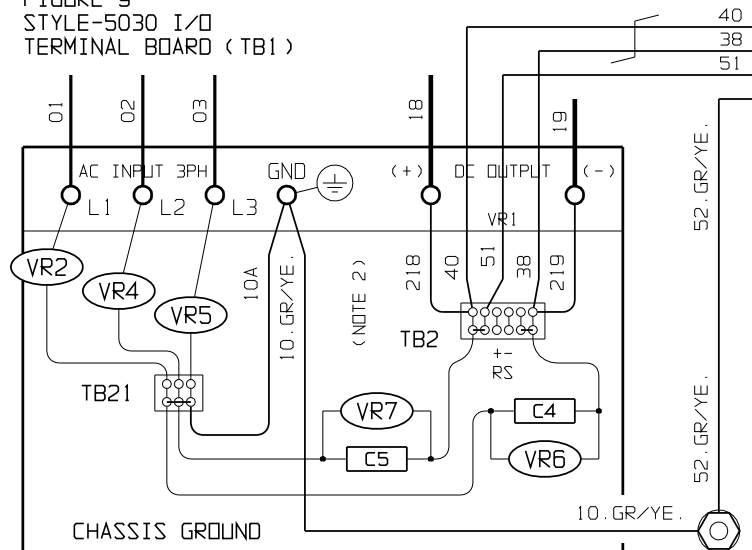 FIGURE 9
STYLE-5030 I/O
TERMINAL BOARD (TB1)
40
38
51
01
02
03
18
19
52.GR/YE.
AC INPUT 3PH
GND
(+)
DC OUTPUT
(-)
L1
L2
L3
VR1
VR2
VR4
VR5
10A
10.GR/YE.
(NOTE 2)
218
40
51
38
219
TB2
+-
RS
TB21
VR7
C5
C4
VR6
52.GR/YE.
10.GR/YE.
CHASSIS GROUND